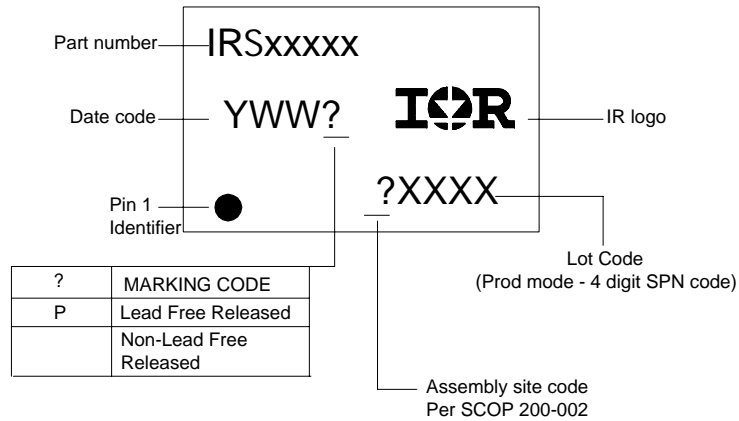 Part number
IRSxxxxx
Date code
YWW?
IOR
IR logo
Pin 1
Identifier
?XXXX
Lot Code
(Prod mode - 4 digit SPN code)
? MARKING CODE
P Lead Free Released
Non-Lead Free
Released
Assembly site code
Per SCOP 200-002